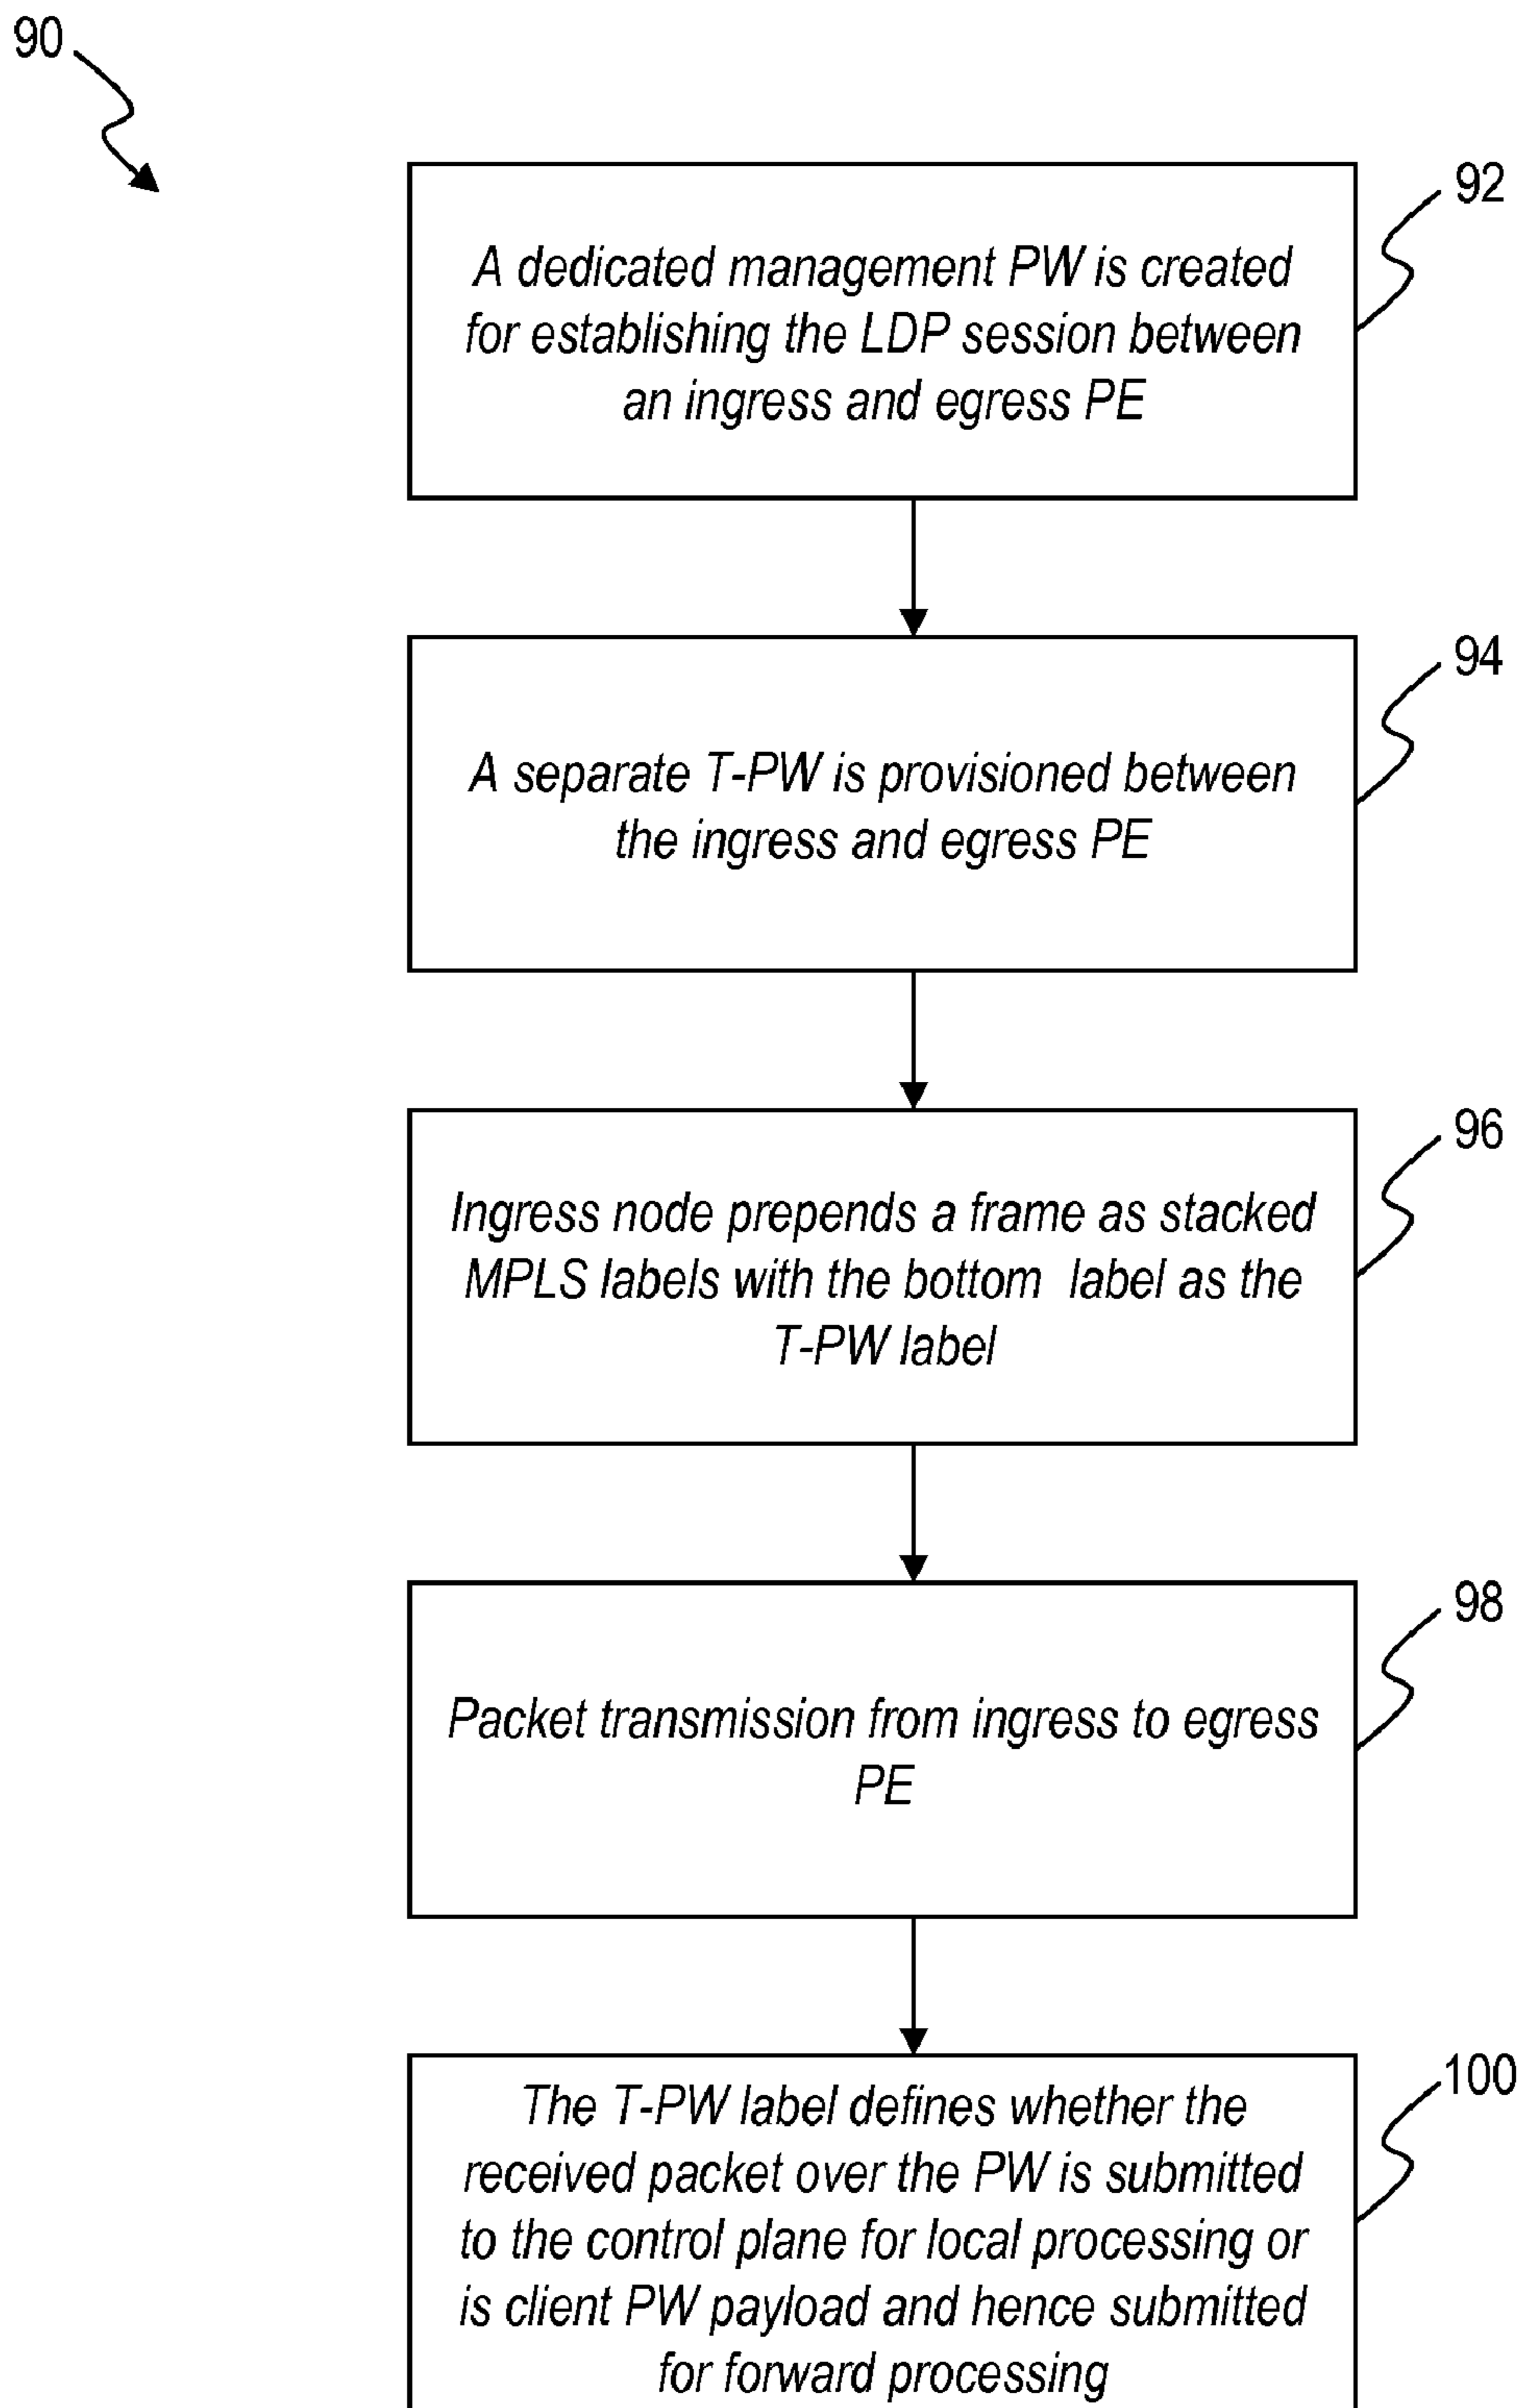 90
92
A dedicated management PW is created
for establishing the LDP session between
an ingress and egress PE
94
A separate T-PW is provisioned between
the ingress and egress PE
96
Ingress node prepends a frame as stacked
MPLS labels with the bottom label as the
T-PW label
98
Packet transmission from ingress to egress
PE
100
The T-PW label defines whether the
received packet over the PW is submitted
to the control plane for local processing or
is client PW payload and hence submitted
for forward processing